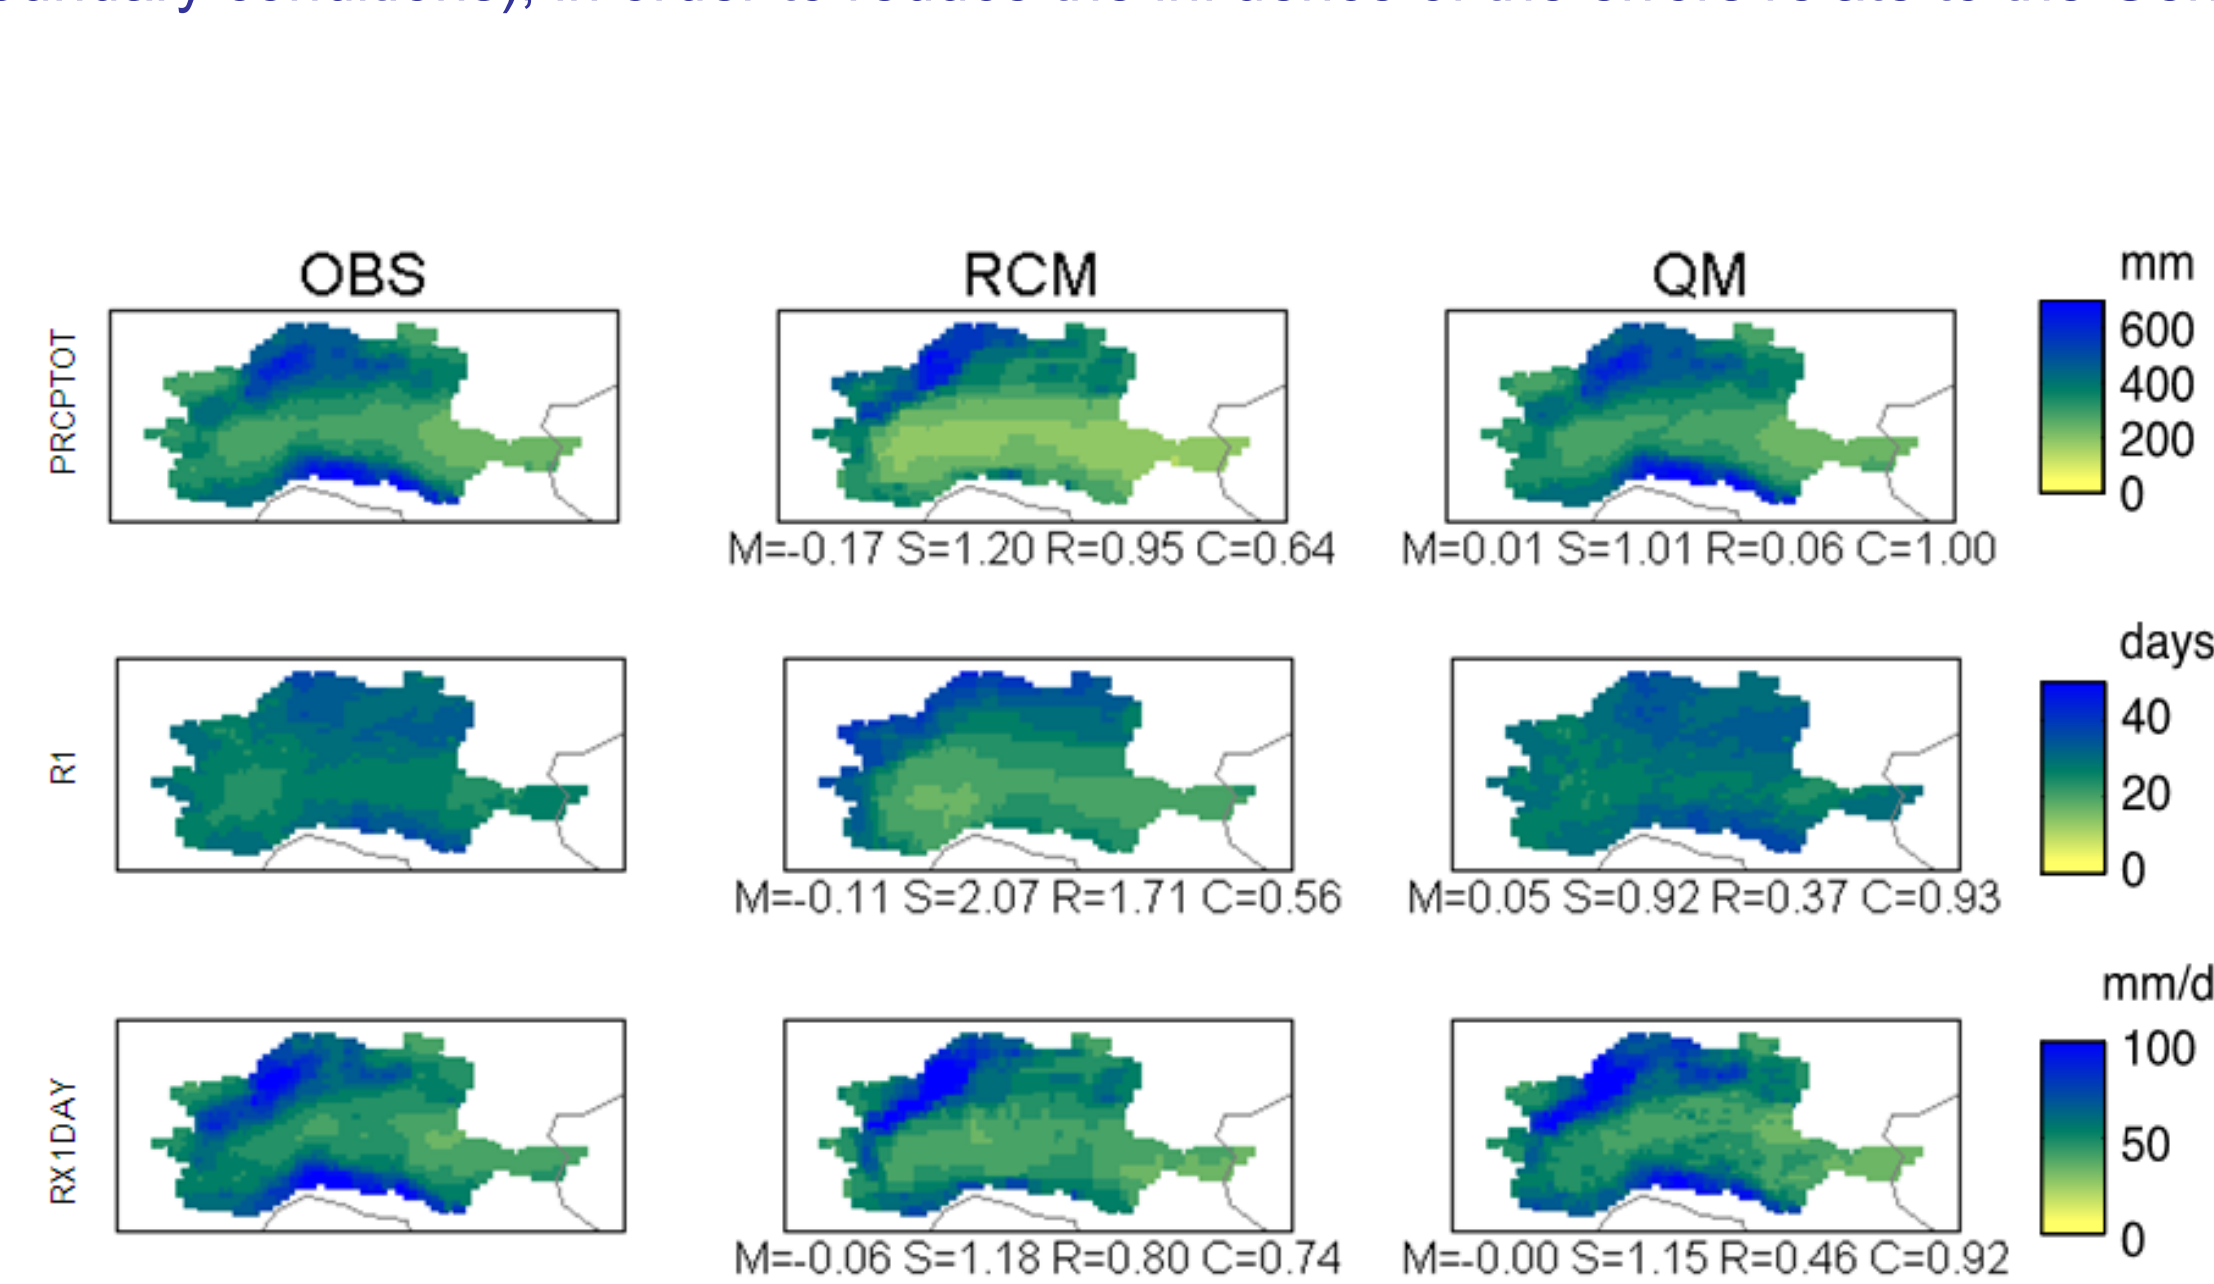 OBS RCM QM mm
PRCPTOT
600
400
200
0
M=-0.17 S=1.20 R=0.95 C=0.64 M=0.01 S=1.01 R=0.06 C=1.00
days
R1
40
20
0
M=-0.11 S=2.07 R=1.71 C=0.56 M=0.05 S=0.92 R=0.37 C=0.93
mm/d
RX1DAY
100
50
0
M=-0.06 S=1.18 R=0.80 C=0.74 M=-0.00 S=1.15 R=0.46 C=0.92